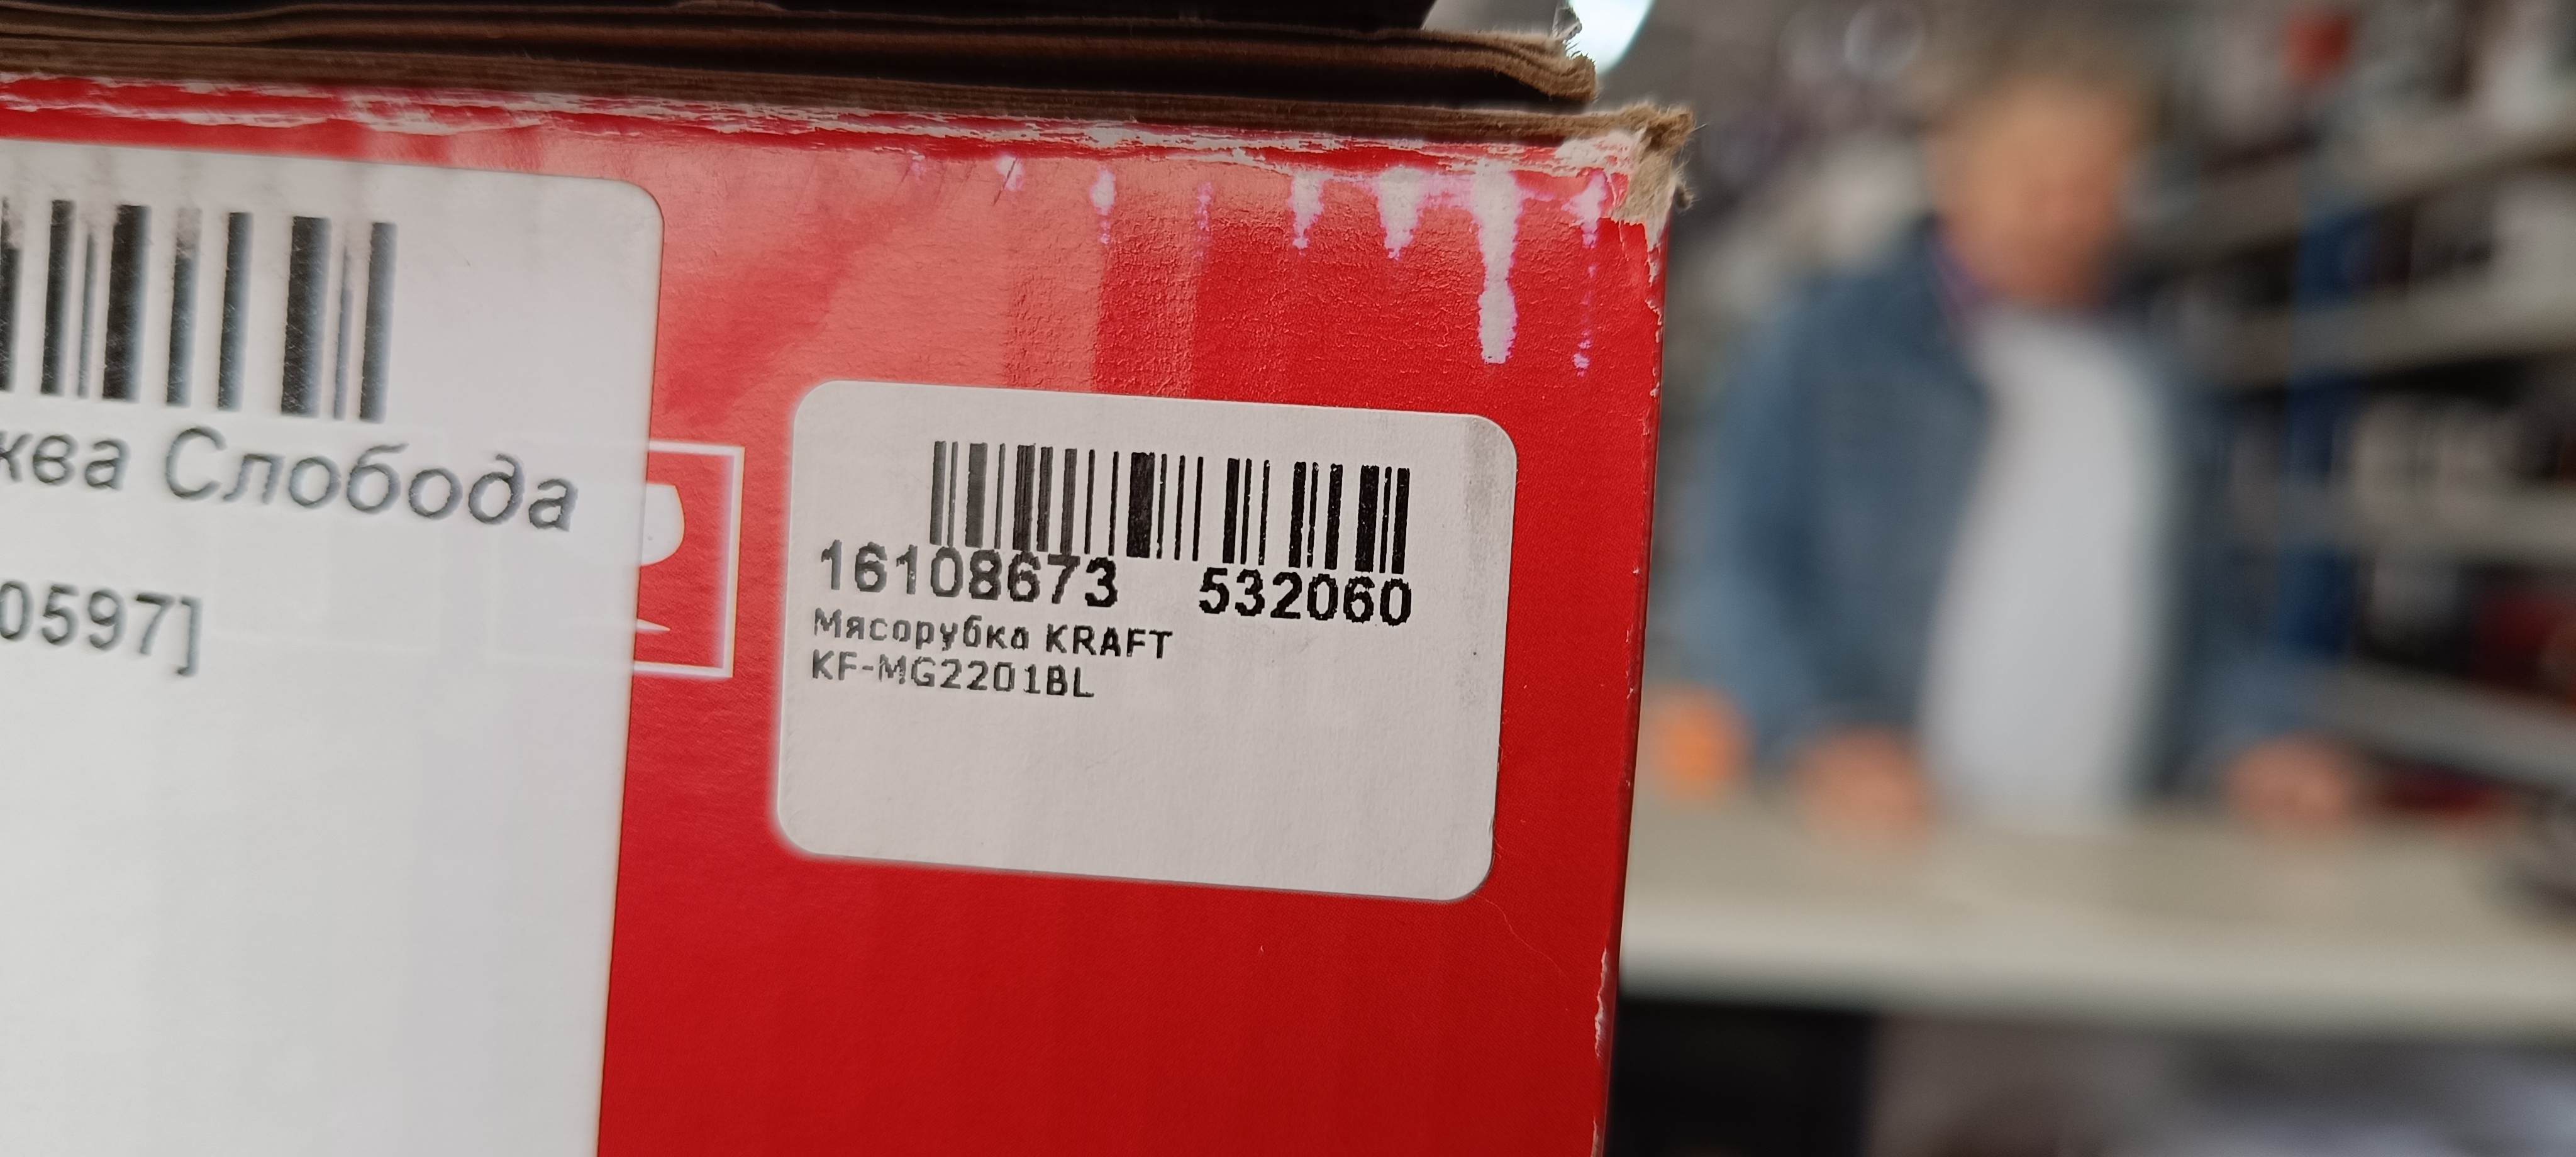 ква Слобода
0597]
16108673 532060
Мясорубка KRAFT
KF-MG2201BL